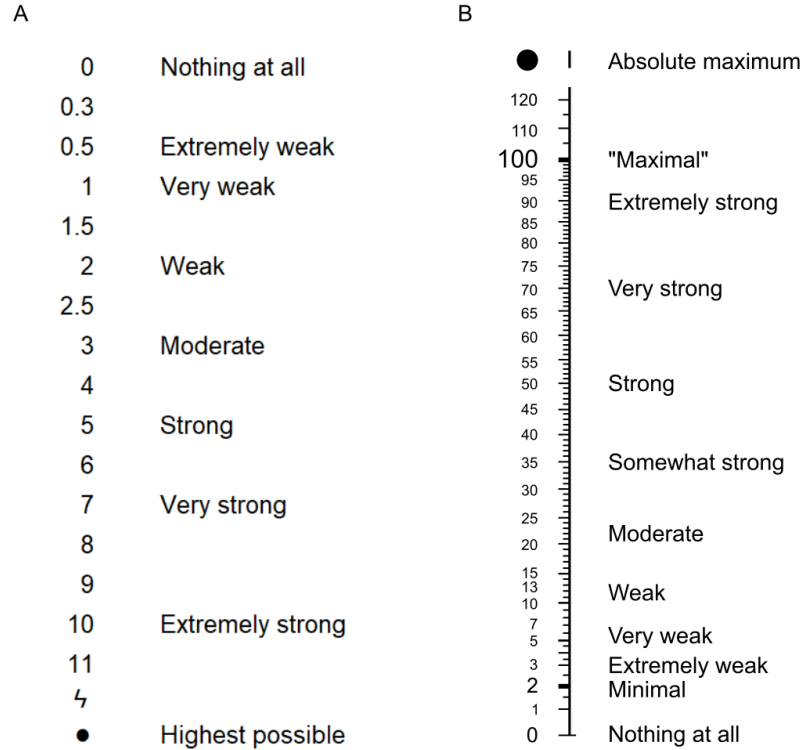 A
0 Nothing at all
0.3
0.5 Extremely weak
1 Very weak
1.5
2 Weak
2.5
3 Moderate
4
5 Strong
6
7 Very strong
8
9
10 Extremely strong
11
ϟ
● Highest possible
B
● Absolute maximum
120
110
100 "Maximal"
95
90 Extremely strong
85
80
75
70 Very strong
65
60
55
50 Strong
45
40
35 Somewhat strong
30
25
Moderate
20
15
13
Weak
10
7
5 Very weak
3 Extremely weak
2 Minimal
1
0 Nothing at all